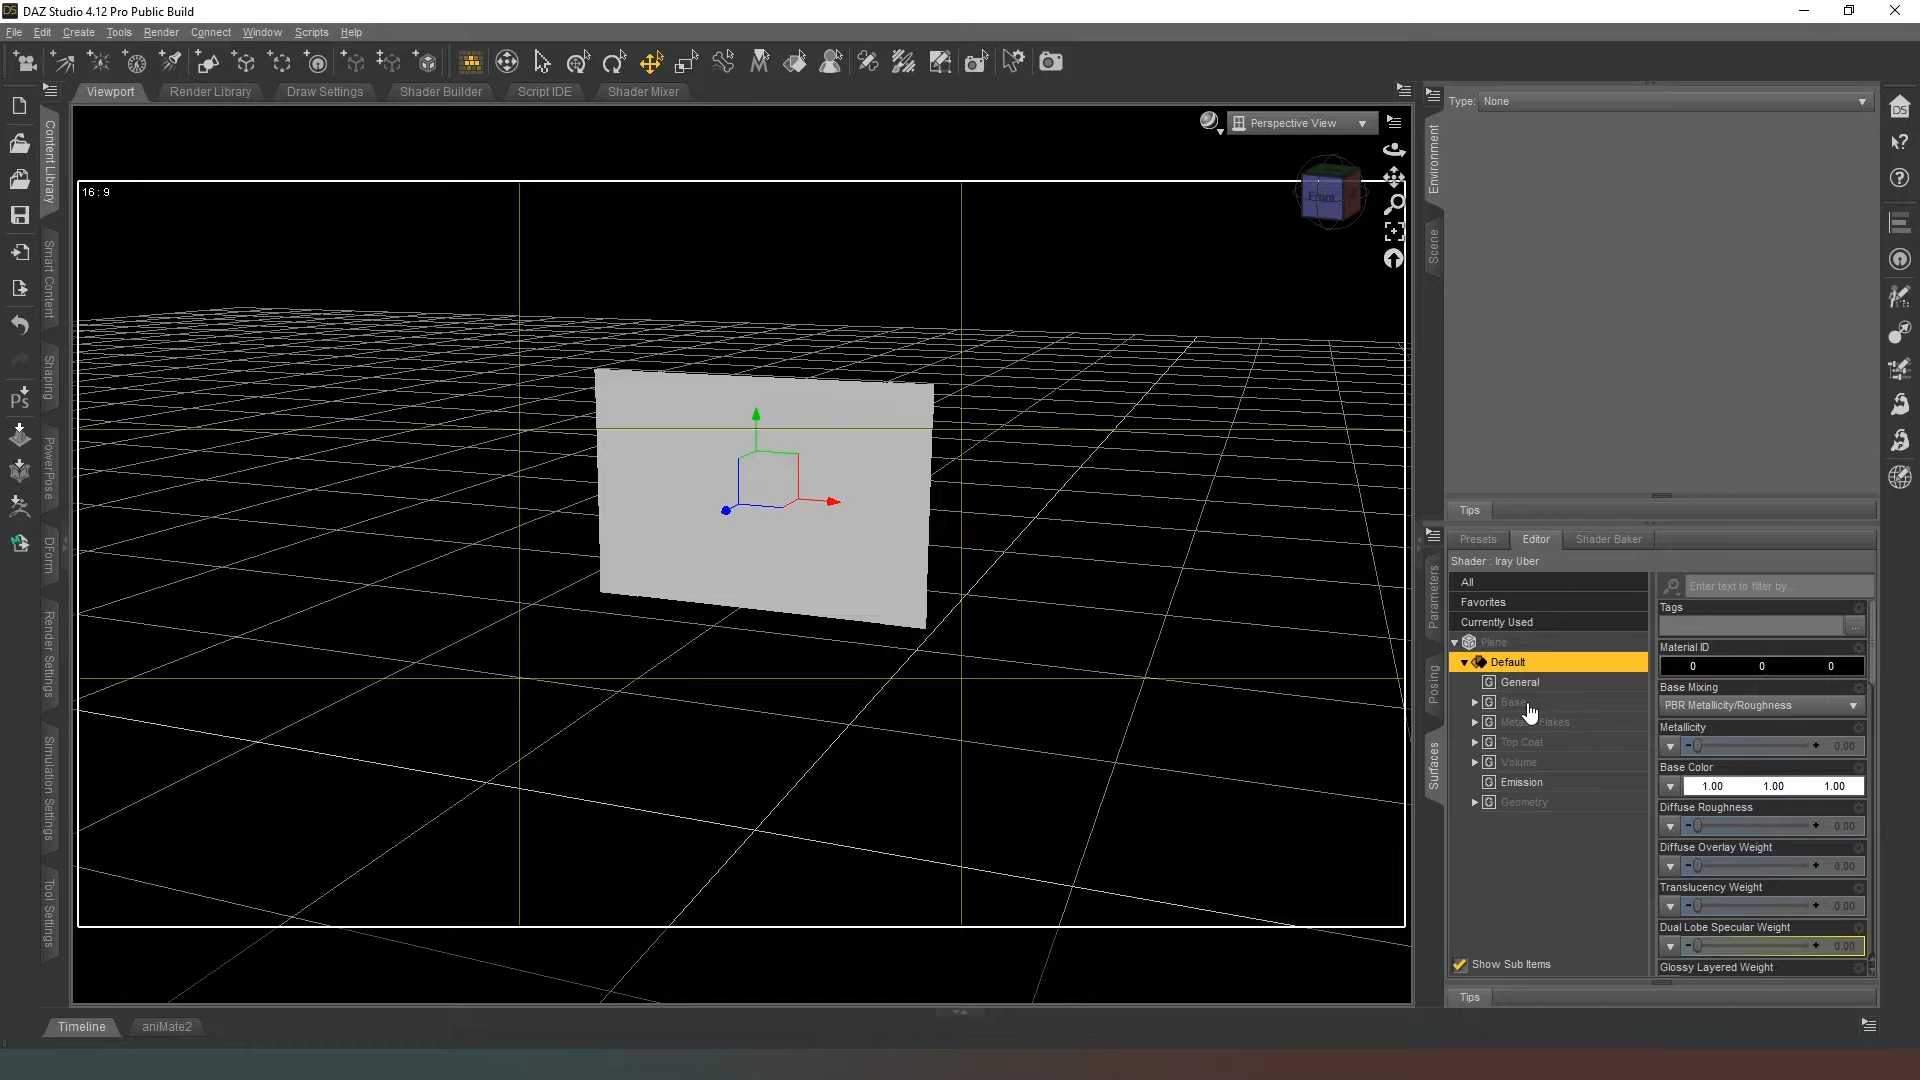 DS DAZ Studio 4.12 Pro Public Build
File Edit Create Tools Render Connect Window Scripts Help
Viewport Render Library Draw Settings Shader Builder Script IDE Shader Mixer
Perspective View
16 : 9
Front
Content Library
Smart Content
Shaping
PowerPose
DForm
Render Settings
Simulation Settings
Tool Settings
Ps
Type: None
Environment
Scene
DS
Tips
Presets Editor Shader Baker
Shader : Iray Uber
Parameters
Posing
Surfaces
All
Favorites
Currently Used
Plane
Default
G General
G Base
G Flakes
G Top Coat
G Volume
G Emission
G Geometry
Show Sub Items
Enter text to filter by...
Tags
...
Material ID
0 0 0
Base Mixing
PBR Metallicity/Roughness
Metallicity
0.00
Base Color
1.00 1.00 1.00
Diffuse Roughness
0.00
Diffuse Overlay Weight
0.00
Translucency Weight
0.00
Dual Lobe Specular Weight
0.00
Glossy Layered Weight
Tips
Timeline aniMate2